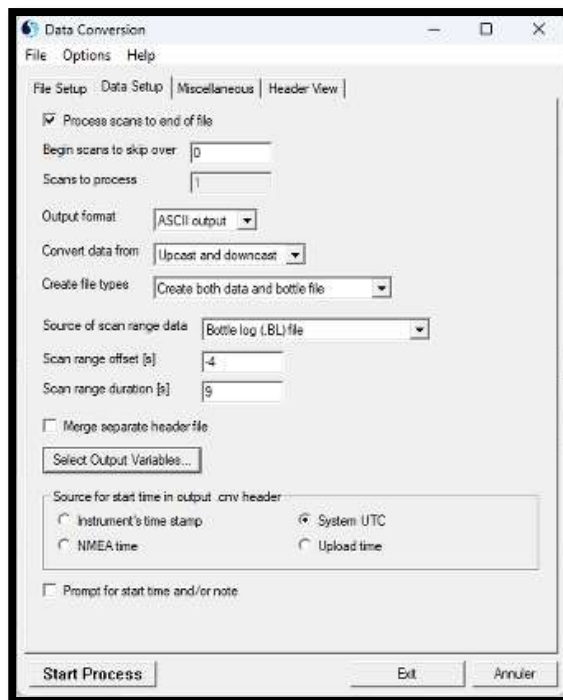 Data Conversion
File Options Help
File Setup Data Setup Miscellaneous Header View
Process scans to end of file
Begin scans to skip over 0
Scans to process 1
Output format ASCII output
Convert data from Upcast and downcast
Create file types Create both data and bottle file
Source of scan range data Bottle log (.BL) file
Scan range offset [s] -4
Scan range duration [s] 9
Merge separate header file
Select Output Variables...
Source for start time in output .cnv header
Instrument's time stamp System UTC
NMEA time Upload time
Prompt for start time and/or note
Start Process Exit Annuler